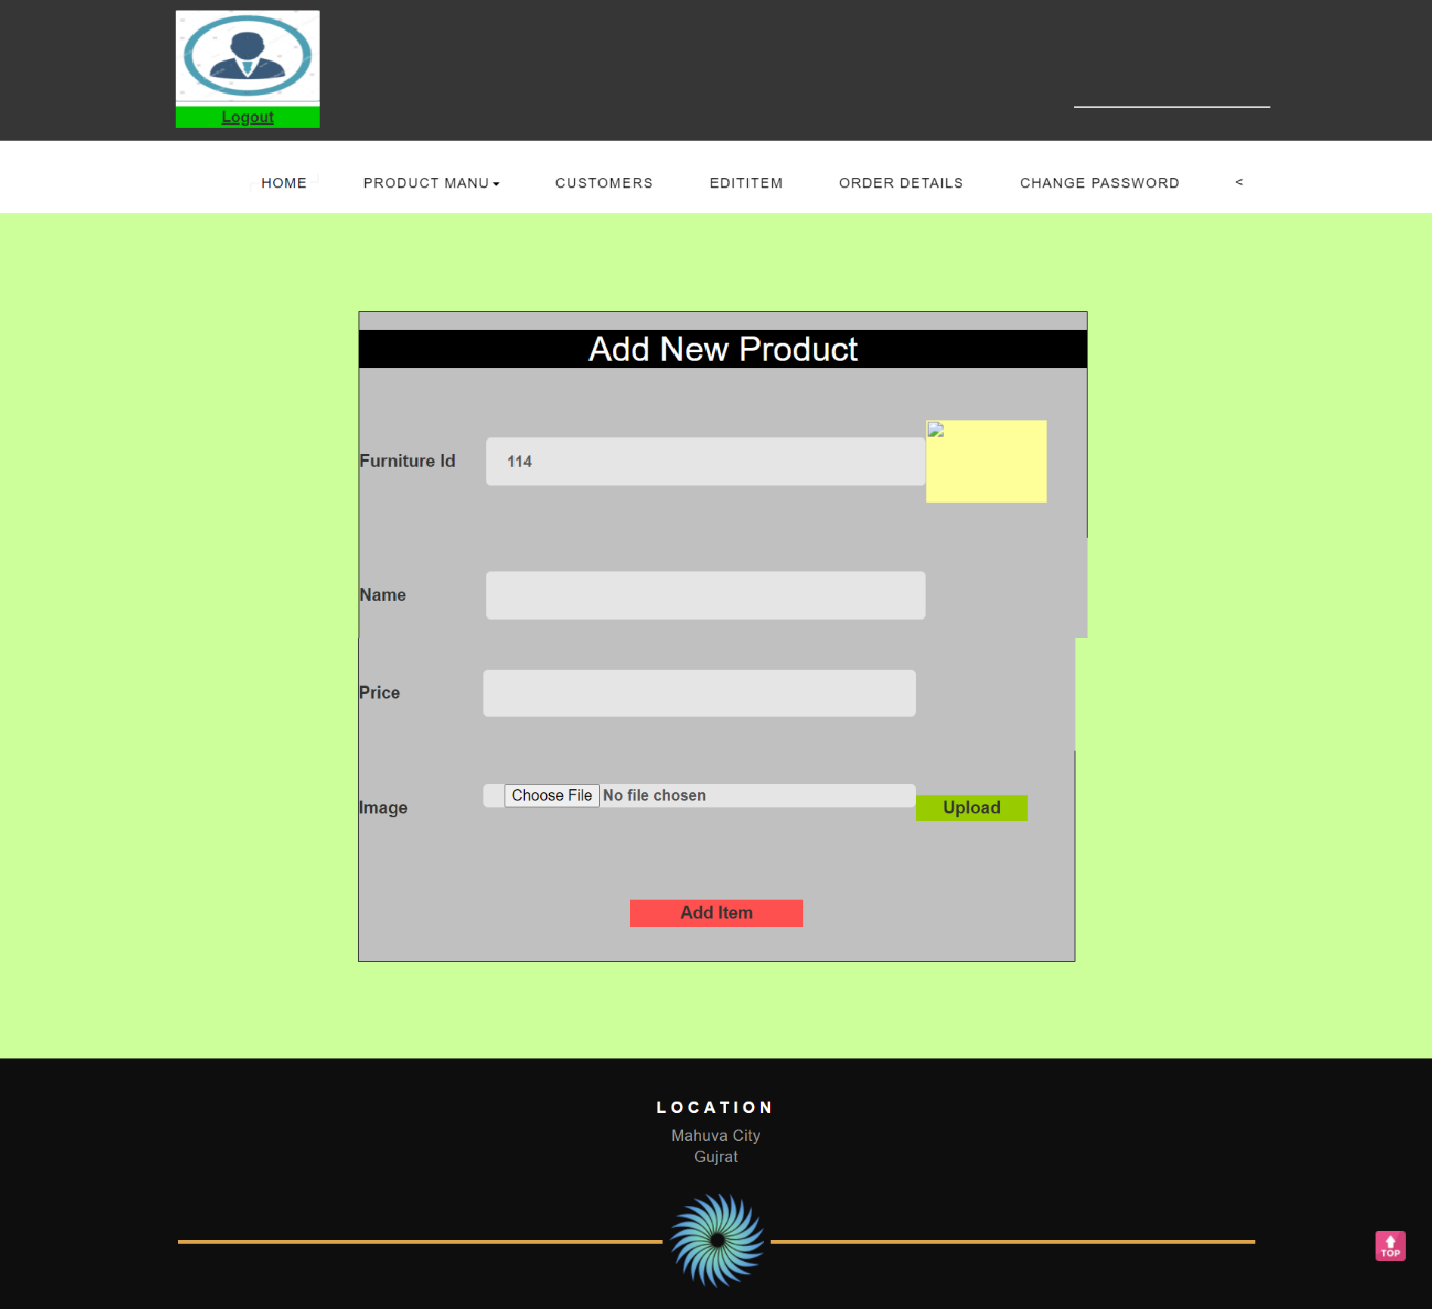 Logout
HOME PRODUCT MANU CUSTOMERS EDITITEM ORDER DETAILS CHANGE PASSWORD <
Add New Product
Furniture Id 114
Name
Price
Image Choose File No file chosen Upload
Add Item
LOCATION
Mahuva City
Gujrat
TOP